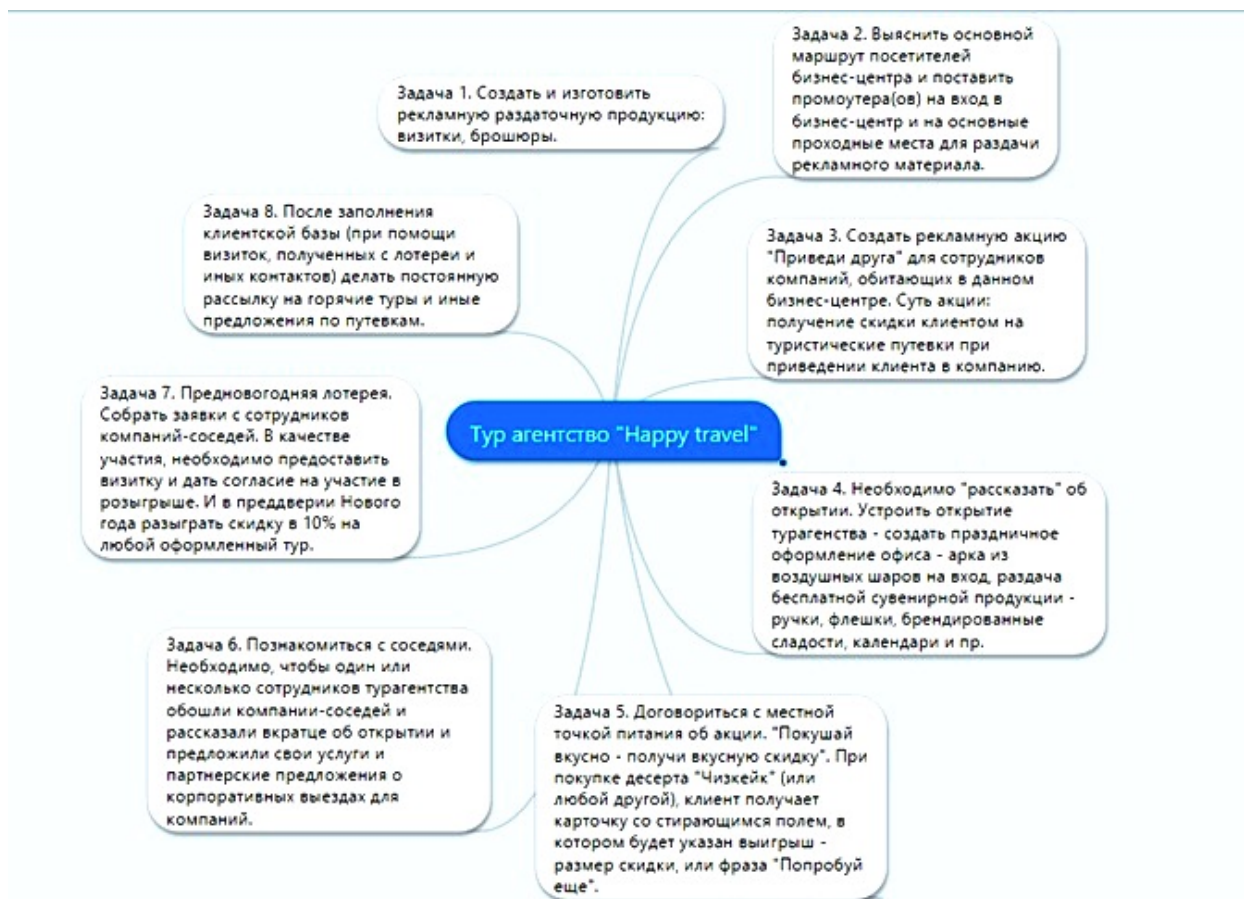 Задача 1. Создать и изготовить
рекламную раздаточную продукцию:
визитки, брошюры.
Задача 2. Выяснить основной
маршрут посетителей
бизнес-центра и поставить
промоутера(ов) на вход в
бизнес-центр и на основные
проходные места для раздачи
рекламного материала.
Задача 3. Создать рекламную акцию
"Приведи друга" для сотрудников
компаний, обитающих в данном
бизнес-центре. Суть акции:
получение скидки клиентом на
туристические путевки при
приведении клиента в компанию.
Тур агентство "Happy travel"
Задача 4. Необходимо "рассказать" об
открытии. Устроить открытие
турагенства - создать праздничное
оформление офиса - арка из
воздушных шаров на вход, раздача
бесплатной сувенирной продукции -
ручки, флешки, брендированные
сладости, календари и пр.
Задача 5. Договориться с местной
точкой питания об акции. "Покушай
вкусно - получи вкусную скидку". При
покупке десерта "Чизкейк" (или
любой другой), клиент получает
карточку со стирающимся полем, в
котором будет указан выигрыш -
размер скидки, или фраза "Попробуй
еще".
Задача 6. Познакомиться с соседями.
Необходимо, чтобы один или
несколько сотрудников турагентства
обошли компании-соседей и
рассказали вкратце об открытии и
предложили свои услуги и
партнерские предложения о
корпоративных выездах для
компаний.
Задача 7. Предновогодняя лотерея.
Собрать заявки с сотрудников
компаний-соседей. В качестве
участия, необходимо предоставить
визитку и дать согласие на участие в
розыгрыше. И в преддверии Нового
года разыграть скидку в 10% на
любой оформленный тур.
Задача 8. После заполнения
клиентской базы (при помощи
визиток, полученных с лотереи и
иных контактов) делать постоянную
рассылку на горячие туры и иные
предложения по путевкам.